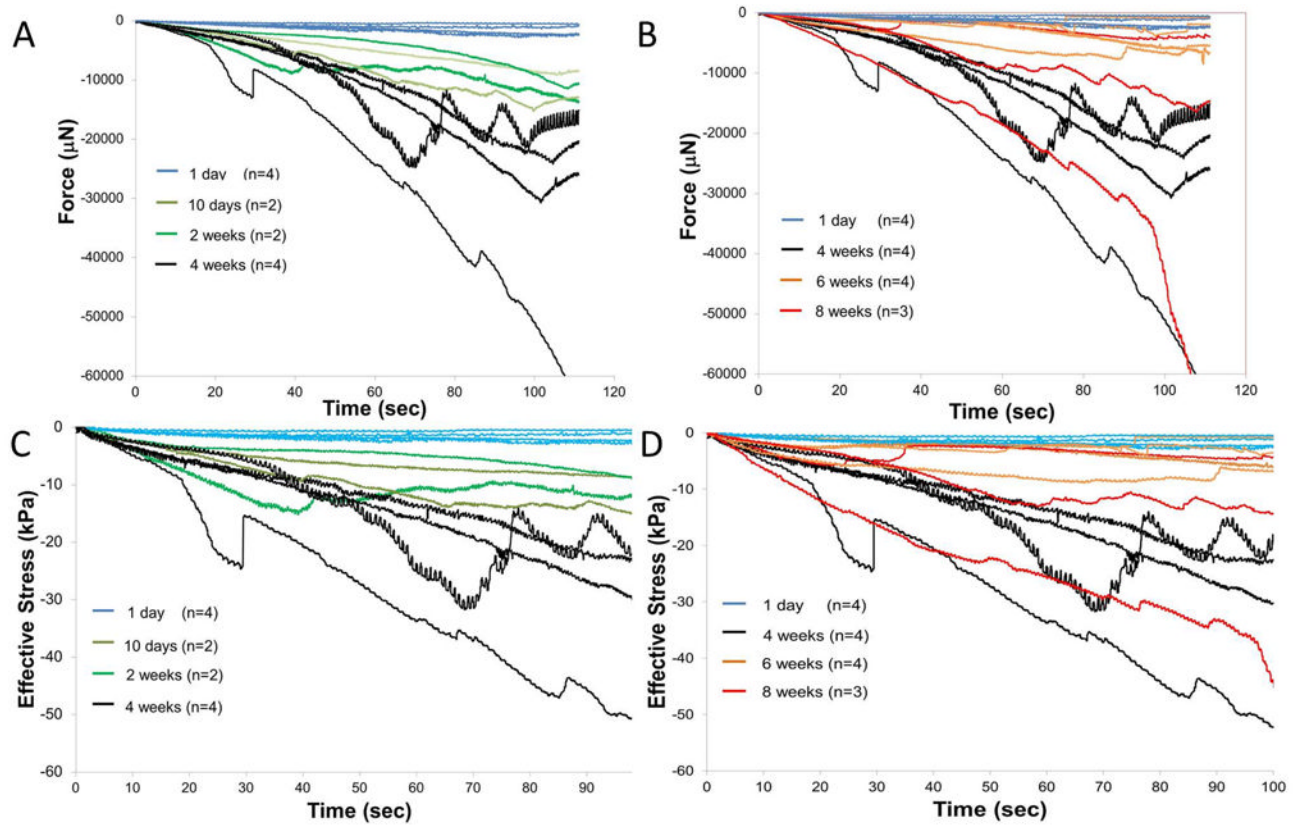 A
0
-10000
-20000
-30000
-40000
-50000
-60000
Force (µN)
1 day (n=4)
10 days (n=2)
2 weeks (n=2)
4 weeks (n=4)
0 20 40 60 80 100 120
Time (sec)
B
0
-10000
-20000
-30000
-40000
-50000
-60000
Force (µN)
1 day (n=4)
4 weeks (n=4)
6 weeks (n=4)
8 weeks (n=3)
0 20 40 60 80 100 120
Time (sec)
C
0
-10
-20
-30
-40
-50
-60
Effective Stress (kPa)
1 day (n=4)
10 days (n=2)
2 weeks (n=2)
4 weeks (n=4)
0 10 20 30 40 50 60 70 80 90
Time (sec)
D
0
-10
-20
-30
-40
-50
-60
Effective Stress (kPa)
1 day (n=4)
4 weeks (n=4)
6 weeks (n=4)
8 weeks (n=3)
0 10 20 30 40 50 60 70 80 90 100
Time (sec)